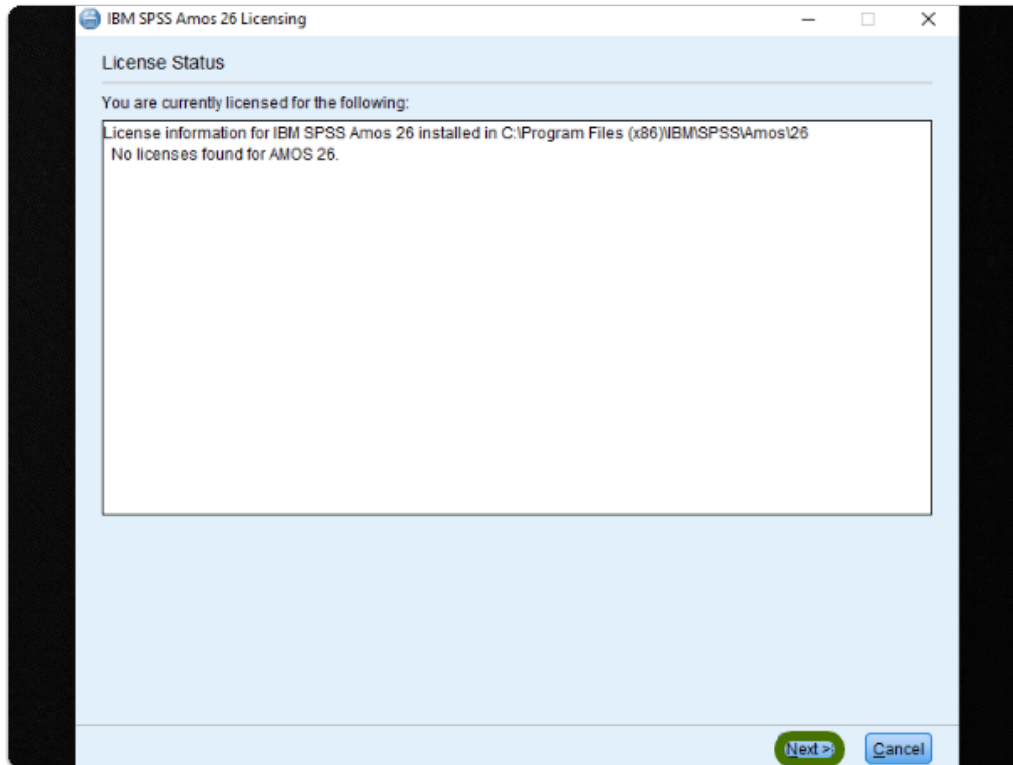 IBM SPSS Amos 26 Licensing
License Status
You are currently licensed for the following:
License information for IBM SPSS Amos 26 installed in C:\Program Files (x86)\IBM\SPSS\Amos\26
No licenses found for AMOS 26.
Next > Cancel